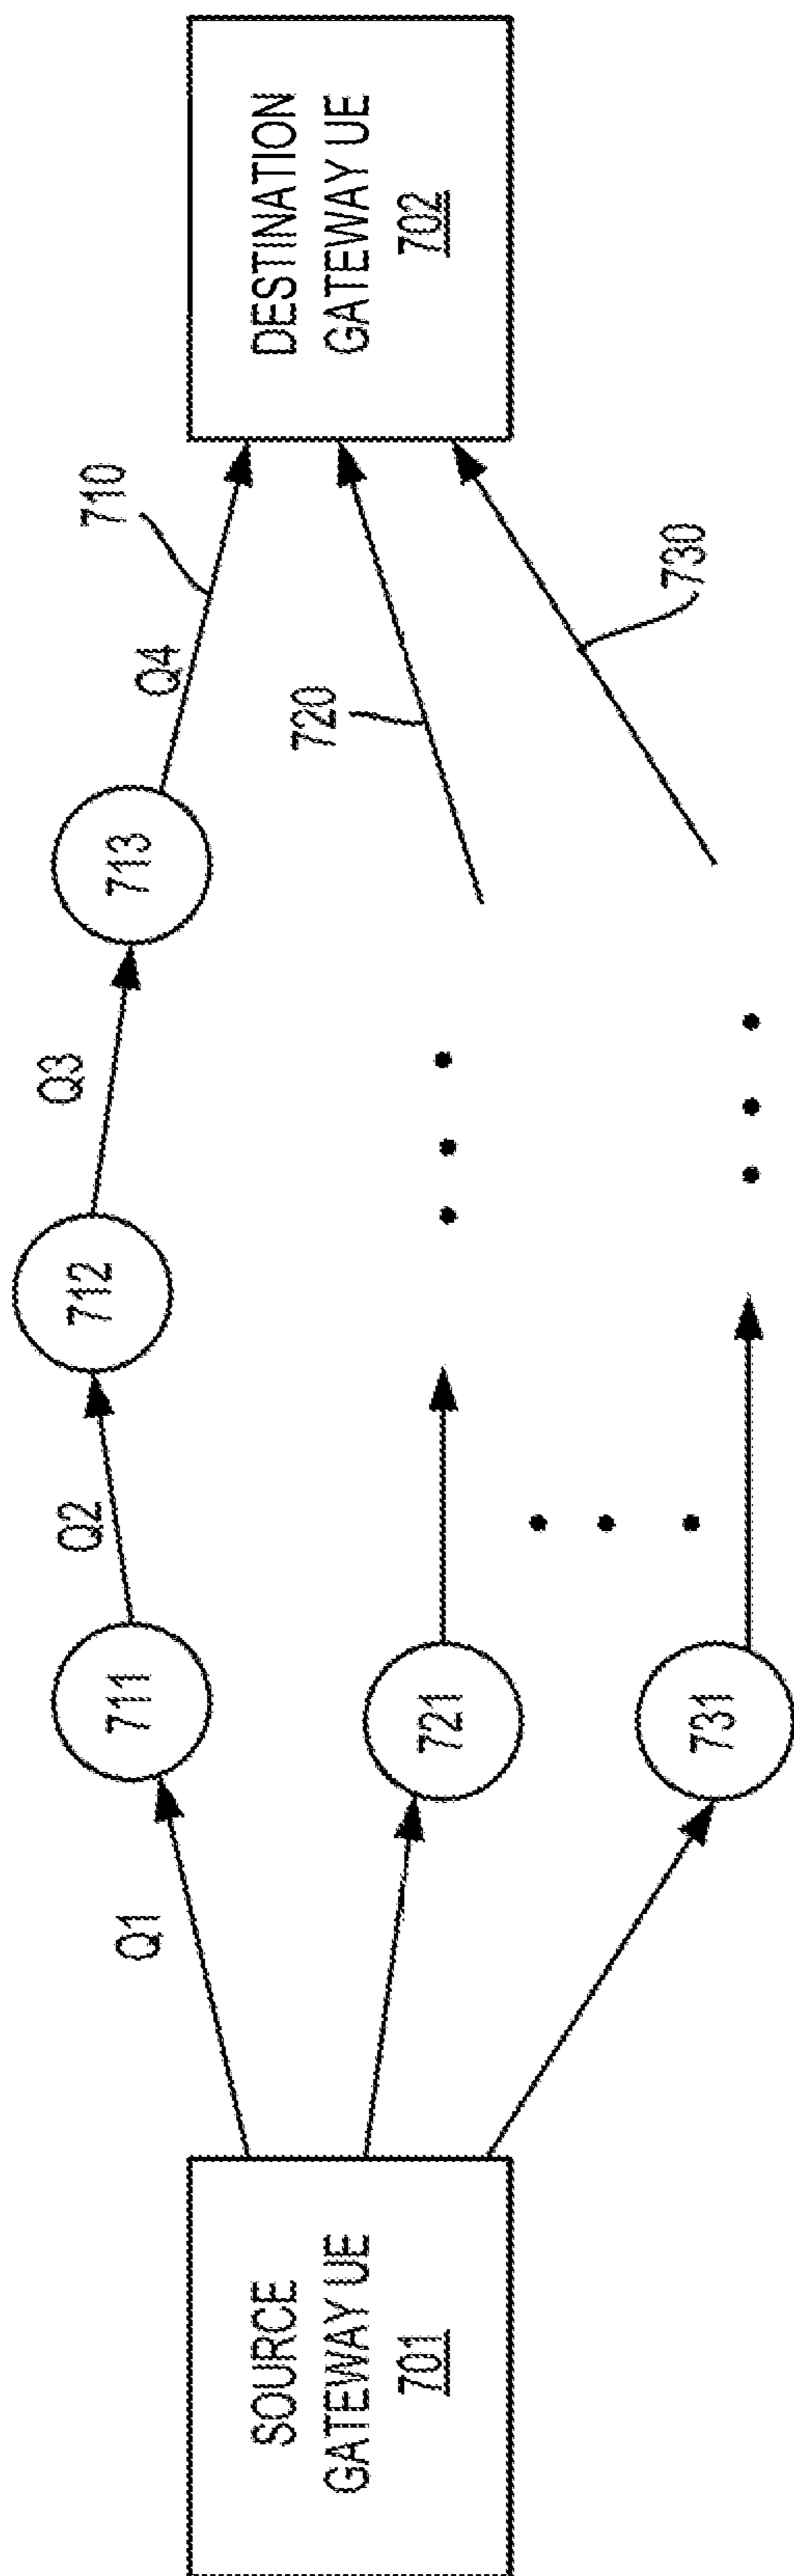 SOURCE
GATEWAY UE
701
Q1
711
Q2
712
Q3
713
Q4
710
721
720
731
730
DESTINATION
GATEWAY UE
702